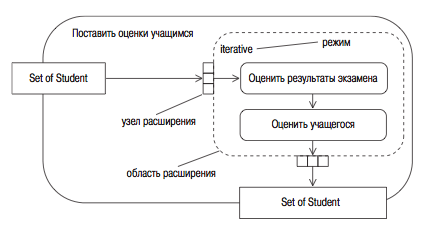 Поставить оценки учащимся
iterative
режим
Set of Student
Оценить результаты экзамена
узел расширения
Оценить учащегося
область расширения
Set of Student